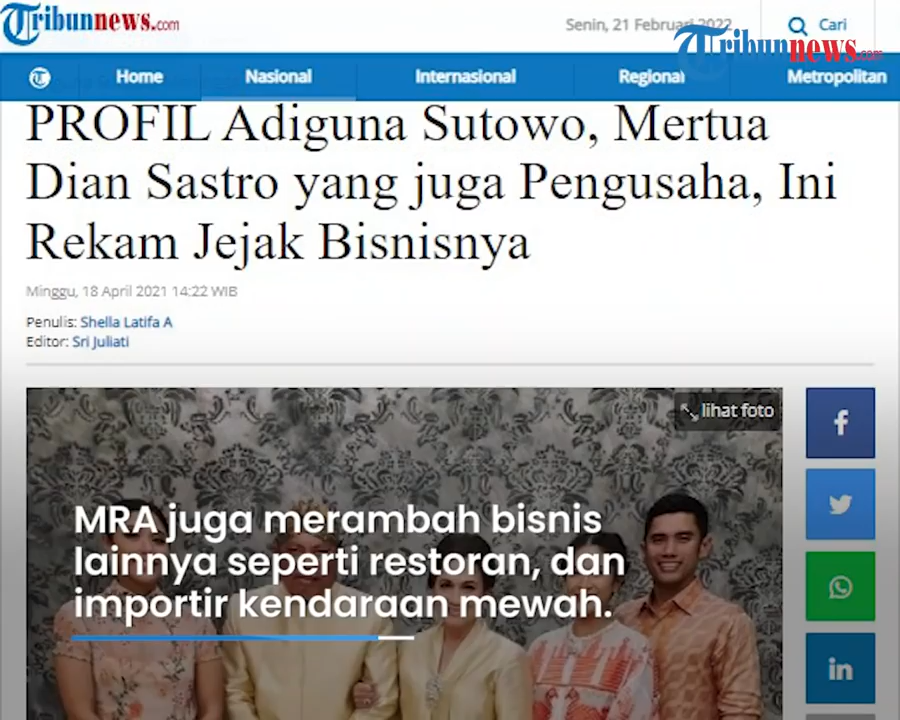 Tribunnews.com
Senin, 21 Februari 2022
Cari
Tribunnews.com
Home Nasional Internasional Regional Metropolitan
PROFIL Adiguna Sutowo, Mertua
Dian Sastro yang juga Pengusaha, Ini
Rekam Jejak Bisnisnya
Minggu, 18 April 2021 14:22 WIB
Penulis: Shella Latifa A
Editor: Sri Juliati
lihat foto
MRA juga merambah bisnis
lainnya seperti restoran, dan
importir kendaraan mewah.